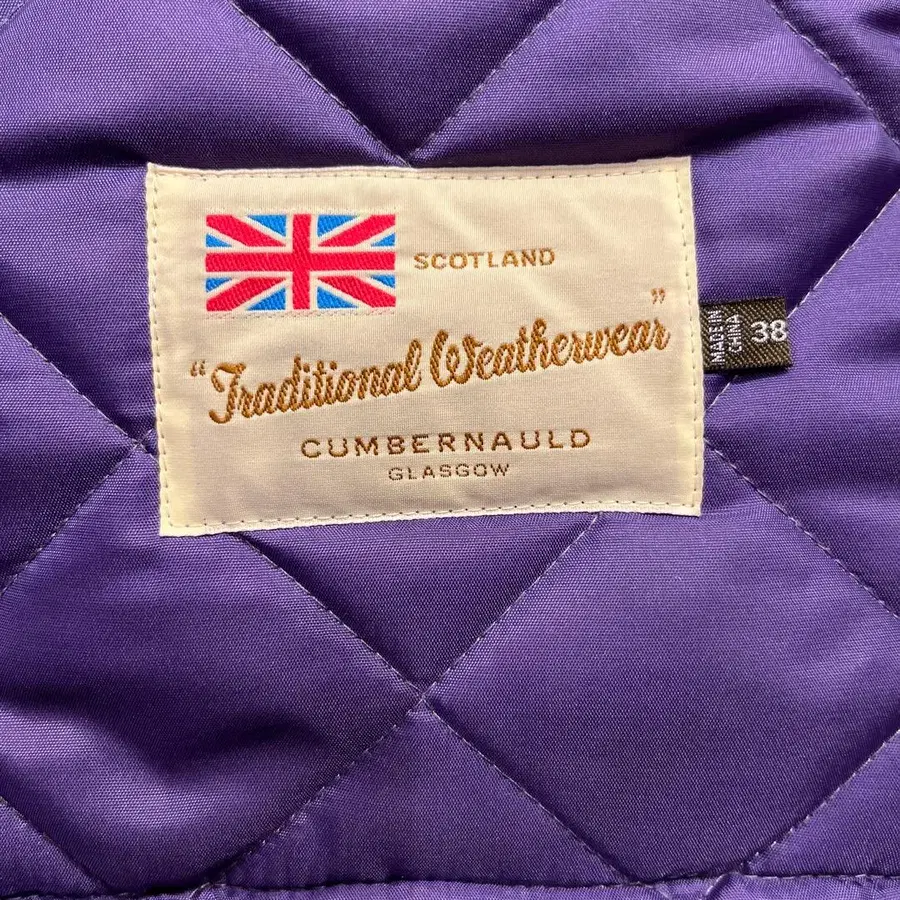 SCOTLAND
"Traditional Weatherwear"
CUMBERNAULD
GLASGOW
MADE IN
CHINA
38